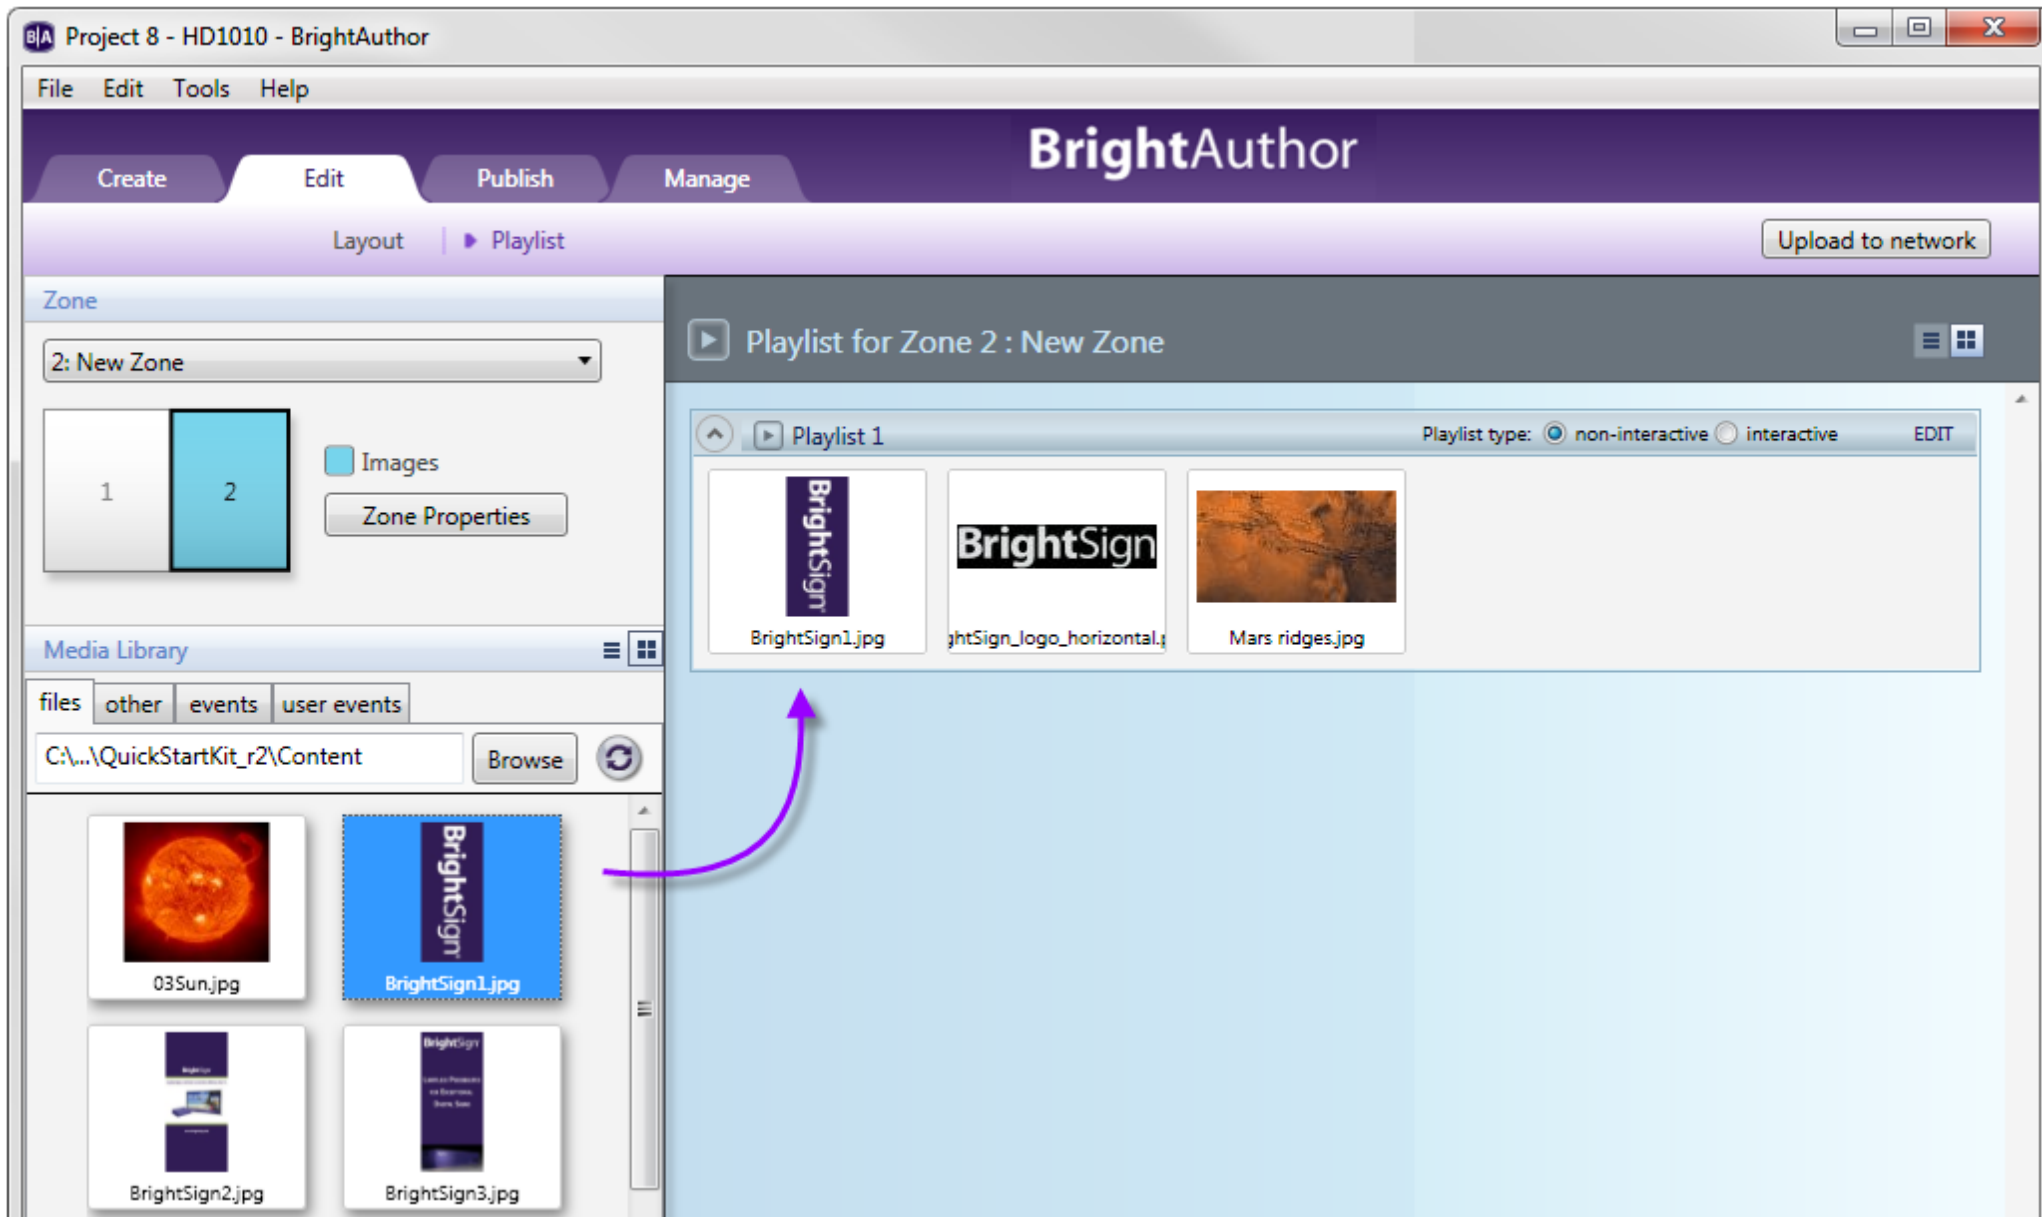 B|A Project 8 - HD1010 - BrightAuthor
File Edit Tools Help
BrightAuthor
Create Edit Publish Manage
Layout Playlist
Upload to network
Zone
2: New Zone
1 2
Images
Zone Properties
Playlist for Zone 2 : New Zone
Playlist 1
Playlist type: non-interactive interactive EDIT
BrightSign
BrightSign
BrightSign1.jpg
ghtSign_logo_horizontal.p
Mars ridges.jpg
Media Library
files other events user events
C:\...\QuickStartKit_r2\Content
Browse
BrightSign
03Sun.jpg
BrightSign1.jpg
BrightSign
BrightSign
BrightSign2.jpg
BrightSign3.jpg